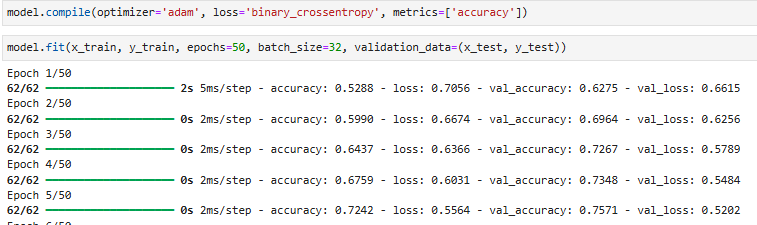 model.compile(optimizer='adam', loss='binary_crossentropy', metrics=['accuracy'])
model.fit(x_train, y_train, epochs=50, batch_size=32, validation_data=(x_test, y_test))
Epoch 1/50
62/62 2s 5ms/step - accuracy: 0.5288 - loss: 0.7056 - val_accuracy: 0.6275 - val_loss: 0.6615
Epoch 2/50
62/62 0s 2ms/step - accuracy: 0.5990 - loss: 0.6674 - val_accuracy: 0.6964 - val_loss: 0.6256
Epoch 3/50
62/62 0s 2ms/step - accuracy: 0.6437 - loss: 0.6366 - val_accuracy: 0.7267 - val_loss: 0.5789
Epoch 4/50
62/62 0s 2ms/step - accuracy: 0.6759 - loss: 0.6031 - val_accuracy: 0.7348 - val_loss: 0.5484
Epoch 5/50
62/62 0s 2ms/step - accuracy: 0.7242 - loss: 0.5564 - val_accuracy: 0.7571 - val_loss: 0.5202
Epoch 6/50